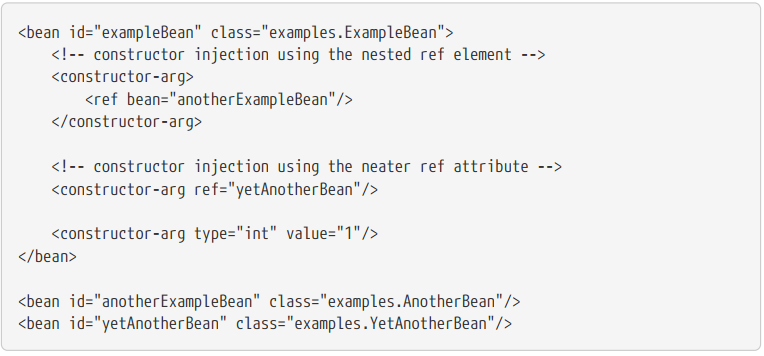 <bean id="exampleBean" class="examples.ExampleBean">
    <!-- constructor injection using the nested ref element -->
    <constructor-arg>
        <ref bean="anotherExampleBean"/>
    </constructor-arg>

    <!-- constructor injection using the neater ref attribute -->
    <constructor-arg ref="yetAnotherBean"/>

    <constructor-arg type="int" value="1"/>
</bean>

<bean id="anotherExampleBean" class="examples.AnotherBean"/>
<bean id="yetAnotherBean" class="examples.YetAnotherBean"/>